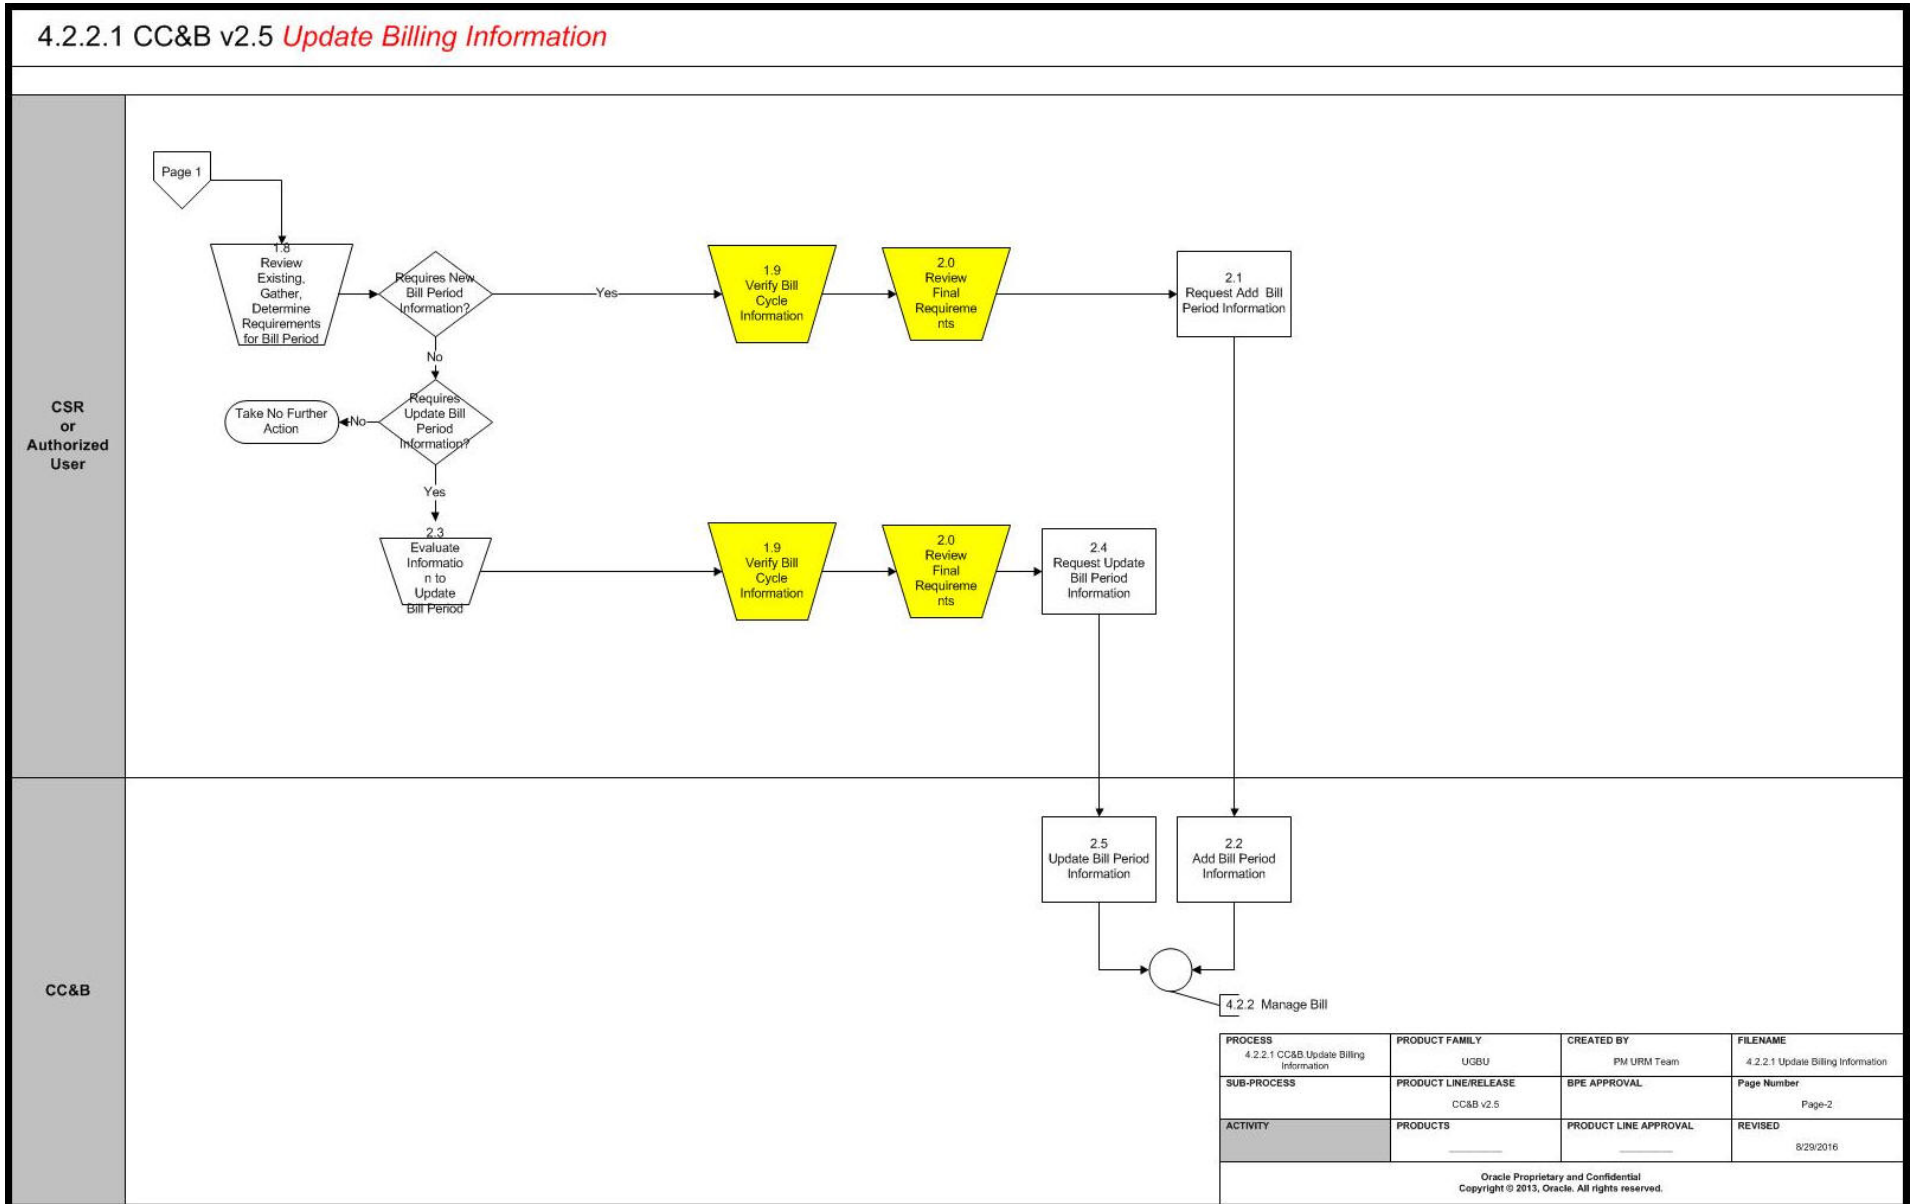 4.2.2.1 CC&B v2.5 Update Billing Information
CSR
or
Authorized
User
Page 1
1.8
Review
Existing,
Gather,
Determine
Requirements
for Bill Period
Requires New
Bill Period
Information?
Yes
1.9
Verify Bill
Cycle
Information
2.0
Review
Final
Requireme
nts
2.1
Request Add Bill
Period Information
No
Requires
Update Bill
Period
Information?
No
Take No Further
Action
Yes
2.3
Evaluate
Informatio
n to
Update
Bill Period
1.9
Verify Bill
Cycle
Information
2.0
Review
Final
Requireme
nts
2.4
Request Update
Bill Period
Information
CC&B
2.5
Update Bill Period
Information
2.2
Add Bill Period
Information
4.2.2 Manage Bill
PROCESS
4.2.2.1 CC&B.Update Billing
Information
PRODUCT FAMILY
UGBU
CREATED BY
PM URM Team
FILENAME
4.2.2.1 Update Billing Information
SUB-PROCESS
PRODUCT LINE/RELEASE
CC&B v2.5
BPE APPROVAL
Page Number
Page-2
ACTIVITY
PRODUCTS
PRODUCT LINE APPROVAL
REVISED
8/29/2016
Oracle Proprietary and Confidential
Copyright © 2013, Oracle. All rights reserved.